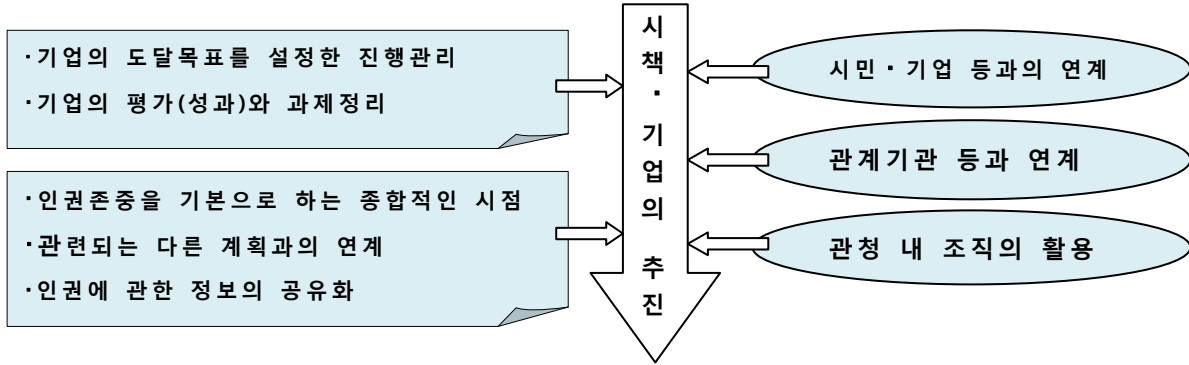 ·기업의 도달목표를 설정한 진행관리
·기업의 평가(성과)와 과제정리
·인권존중을 기본으로 하는 종합적인 시점
·관련되는 다른 계획과의 연계
·인권에 관한 정보의 공유화
시책·기업의 추진
시민·기업 등과의 연계
관계기관 등과 연계
관청 내 조직의 활용